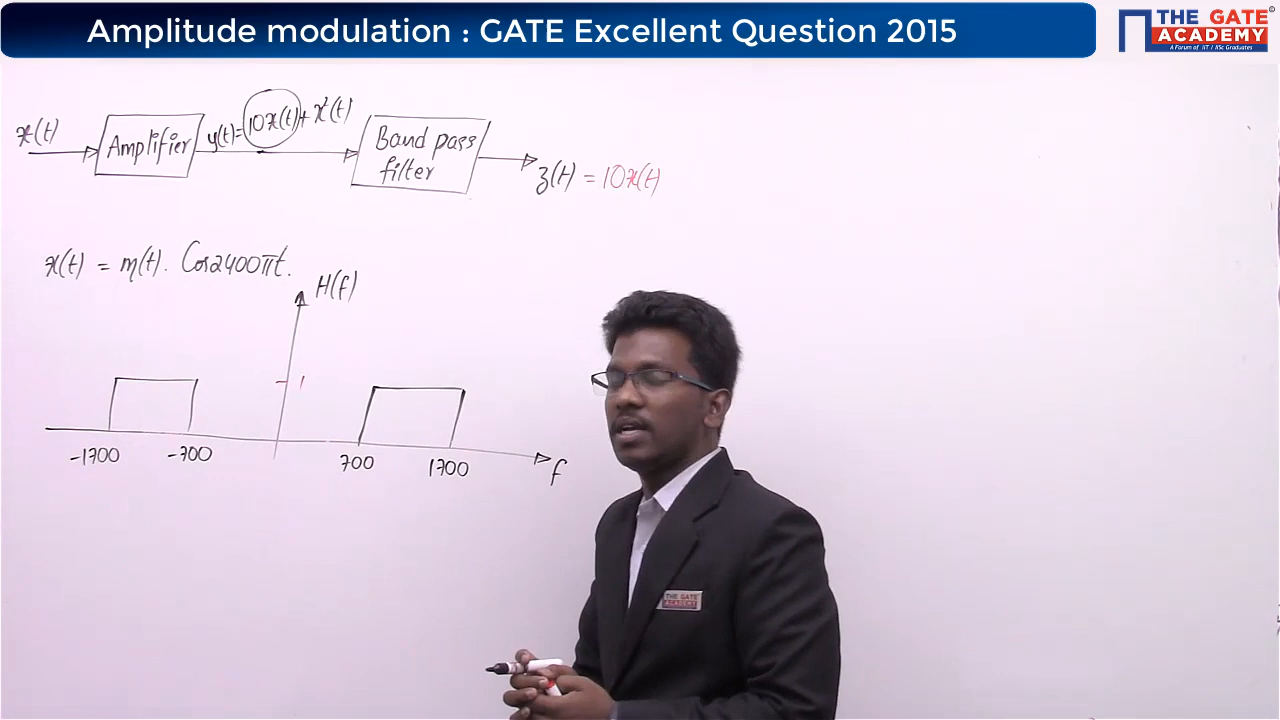 Amplitude modulation : GATE Excellent Question 2015
THE GATE
ACADEMY
A Forum of IIT / IISc Graduates
x(t)
Amplifier
y(t)= 10x(t) + x²(t)
Band pass
filter
z(t) = 10x(t)
x(t) = m(t). Cos2400πt.
H(f)
1
-1700
-700
700
1700
f
THE GATE
ACADEMY